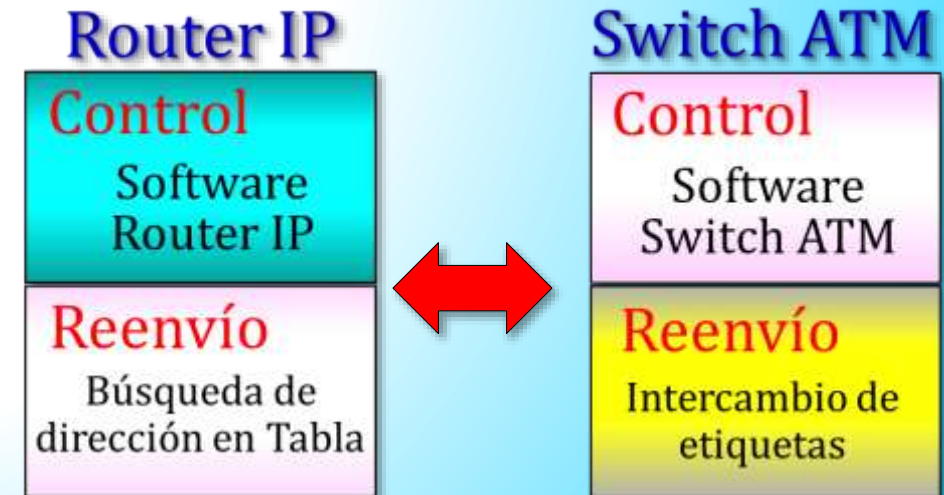 Router IP
Control
Software
Router IP
Reenvío
Búsqueda de
dirección en Tabla
Switch ATM
Control
Software
Switch ATM
Reenvío
Intercambio de
etiquetas